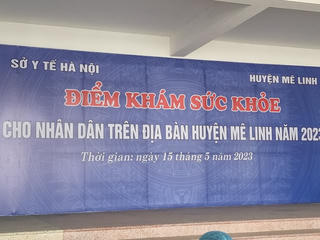 SỞ Y TẾ HÀ NỘI
HUYỆN MÊ LINH
ĐIỂM KHÁM SỨC KHỎE
CHO NHÂN DÂN TRÊN ĐỊA BÀN HUYỆN MÊ LINH NĂM 2023
Thời gian: ngày 15 tháng 5 năm 2023